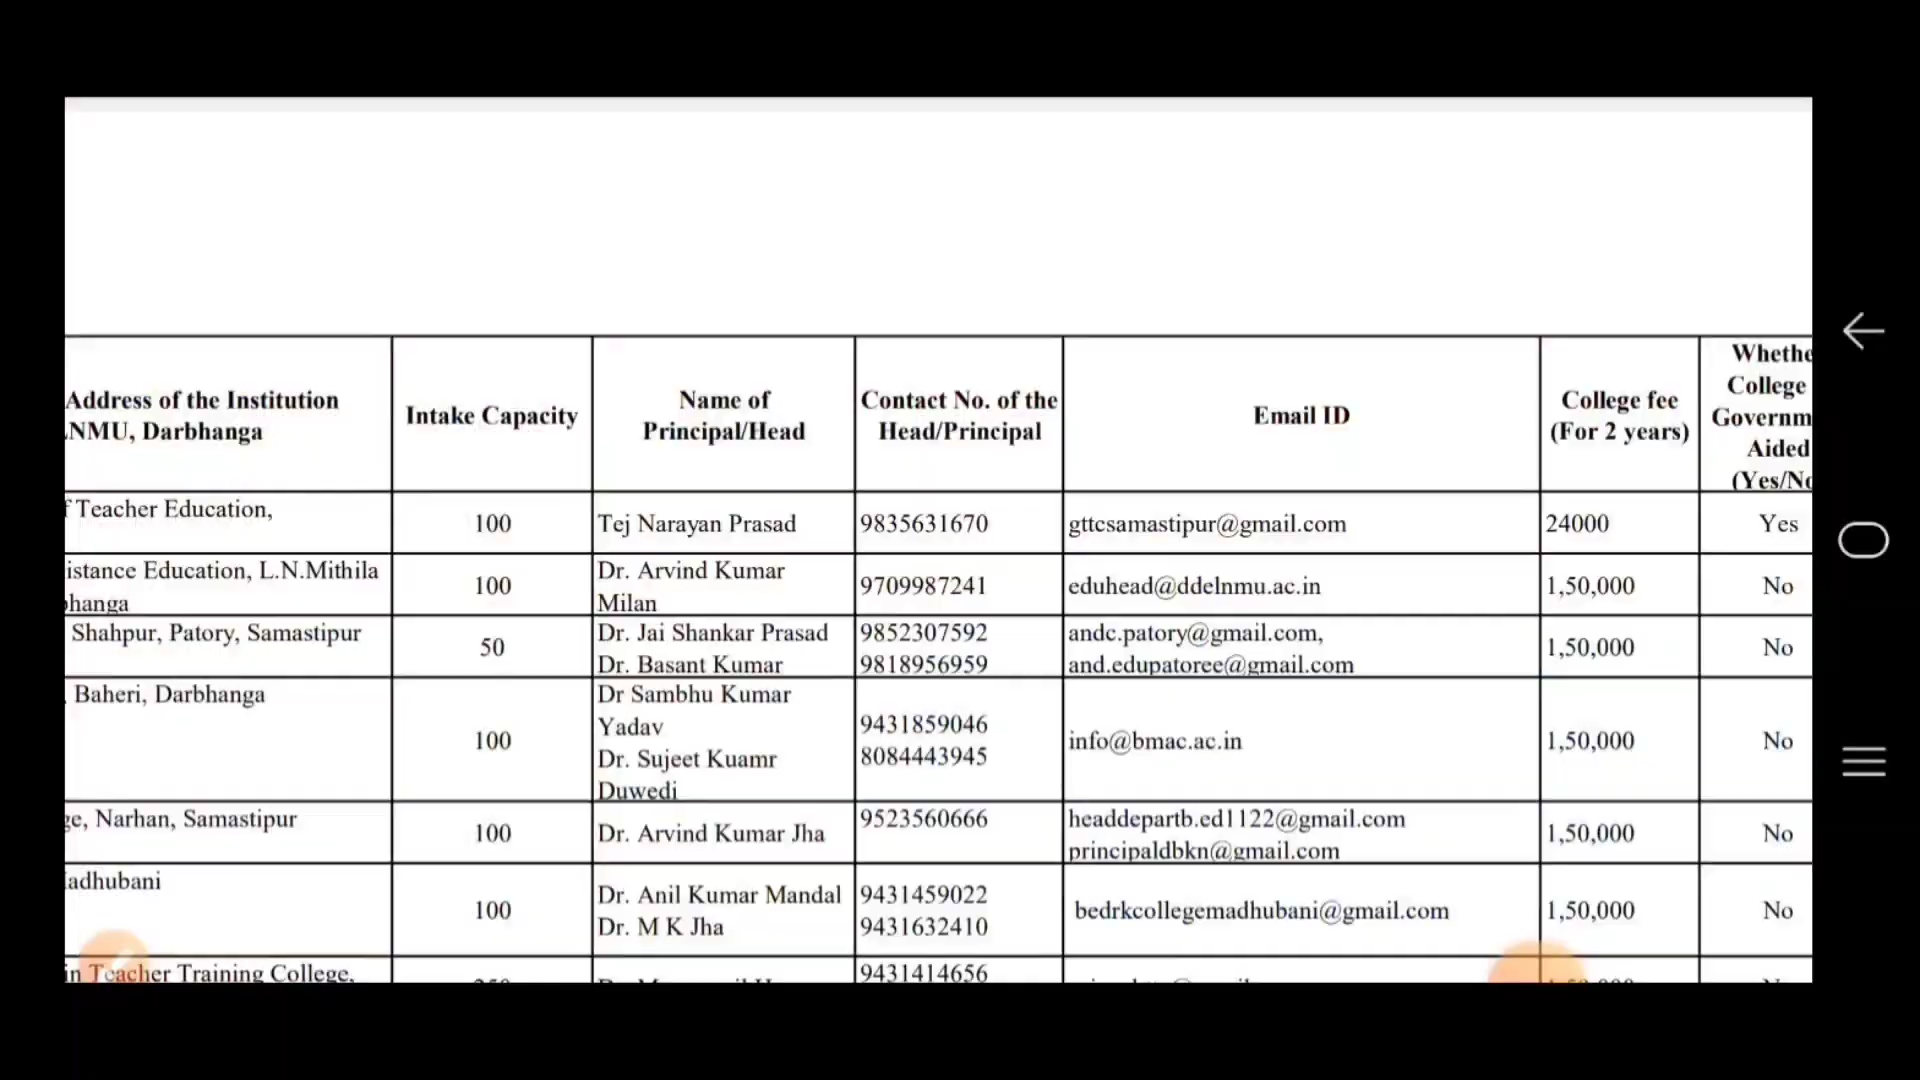 Address of the Institution
NMU, Darbhanga
Intake Capacity
Name of
Principal/Head
Contact No. of the
Head/Principal
Email ID
College fee
(For 2 years)
Whethe
College
Governm
Aided
(Yes/No
f Teacher Education,
100
Tej Narayan Prasad
9835631670
gttcsamastipur@gmail.com
24000
Yes
istance Education, L.N.Mithila
hanga
100
Dr. Arvind Kumar
Milan
9709987241
eduhead@ddelnmu.ac.in
1,50,000
No
Shahpur, Patory, Samastipur
50
Dr. Jai Shankar Prasad
Dr. Basant Kumar
9852307592
9818956959
andc.patory@gmail.com,
and.edupatoree@gmail.com
1,50,000
No
. Baheri, Darbhanga
100
Dr Sambhu Kumar
Yadav
Dr. Sujeet Kuamr
Duwedi
9431859046
8084443945
info@bmac.ac.in
1,50,000
No
ge, Narhan, Samastipur
100
Dr. Arvind Kumar Jha
9523560666
headdepartb.ed1122@gmail.com
principaldbkn@gmail.com
1,50,000
No
adhubani
100
Dr. Anil Kumar Mandal
Dr. M K Jha
9431459022
9431632410
bedrkcollegemadhubani@gmail.com
1,50,000
No
in Teacher Training College,
9431414656